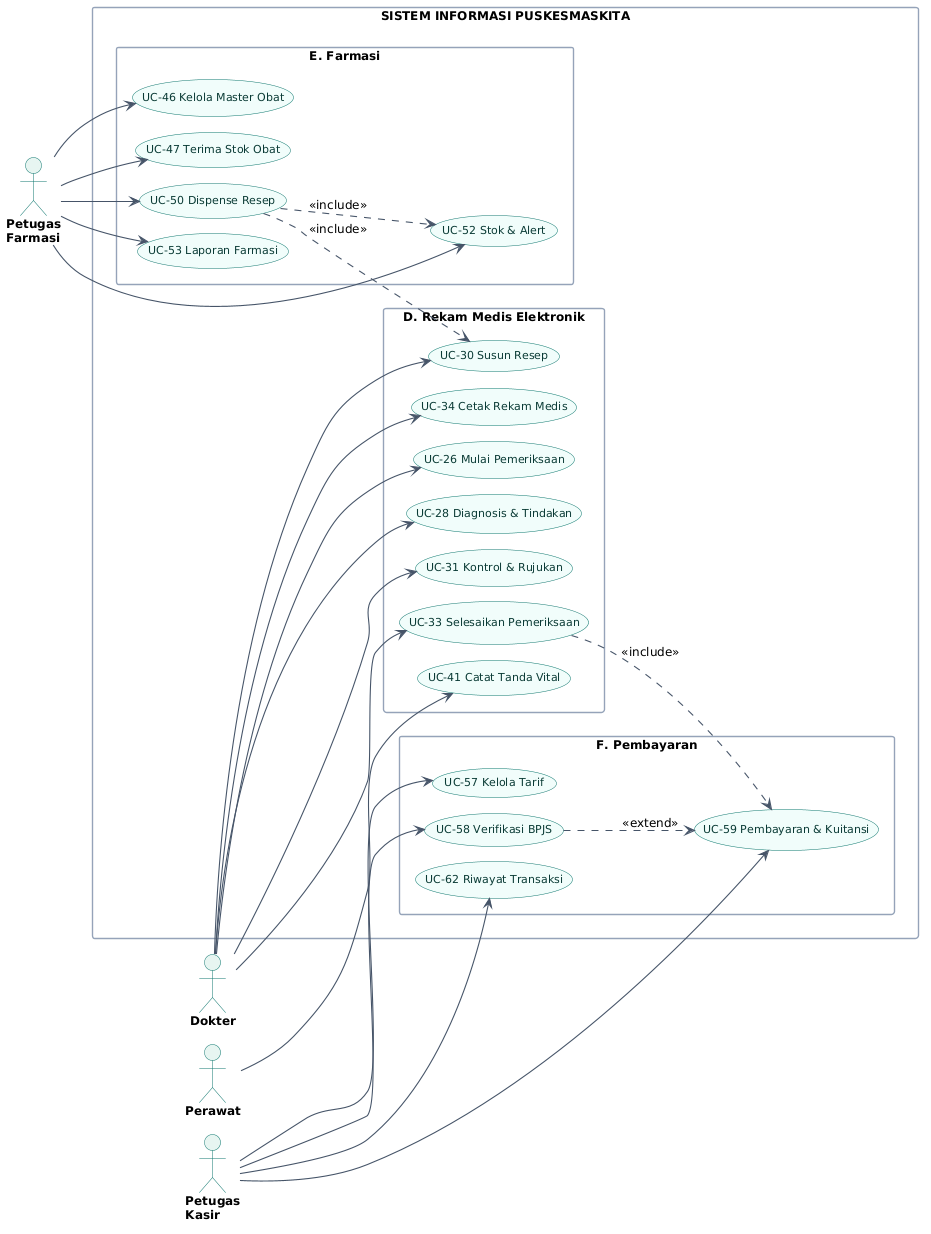 SISTEM INFORMASI PUSKESMASKITA
E. Farmasi
UC-46 Kelola Master Obat
UC-47 Terima Stok Obat
UC-50 Dispense Resep
«include»
«include»
UC-52 Stok & Alert
UC-53 Laporan Farmasi
Petugas
Farmasi
D. Rekam Medis Elektronik
UC-30 Susun Resep
UC-34 Cetak Rekam Medis
UC-26 Mulai Pemeriksaan
UC-28 Diagnosis & Tindakan
UC-31 Kontrol & Rujukan
UC-33 Selesaikan Pemeriksaan
«include»
UC-41 Catat Tanda Vital
F. Pembayaran
UC-57 Kelola Tarif
UC-58 Verifikasi BPJS
«extend»
UC-59 Pembayaran & Kuitansi
UC-62 Riwayat Transaksi
Dokter
Perawat
Petugas
Kasir